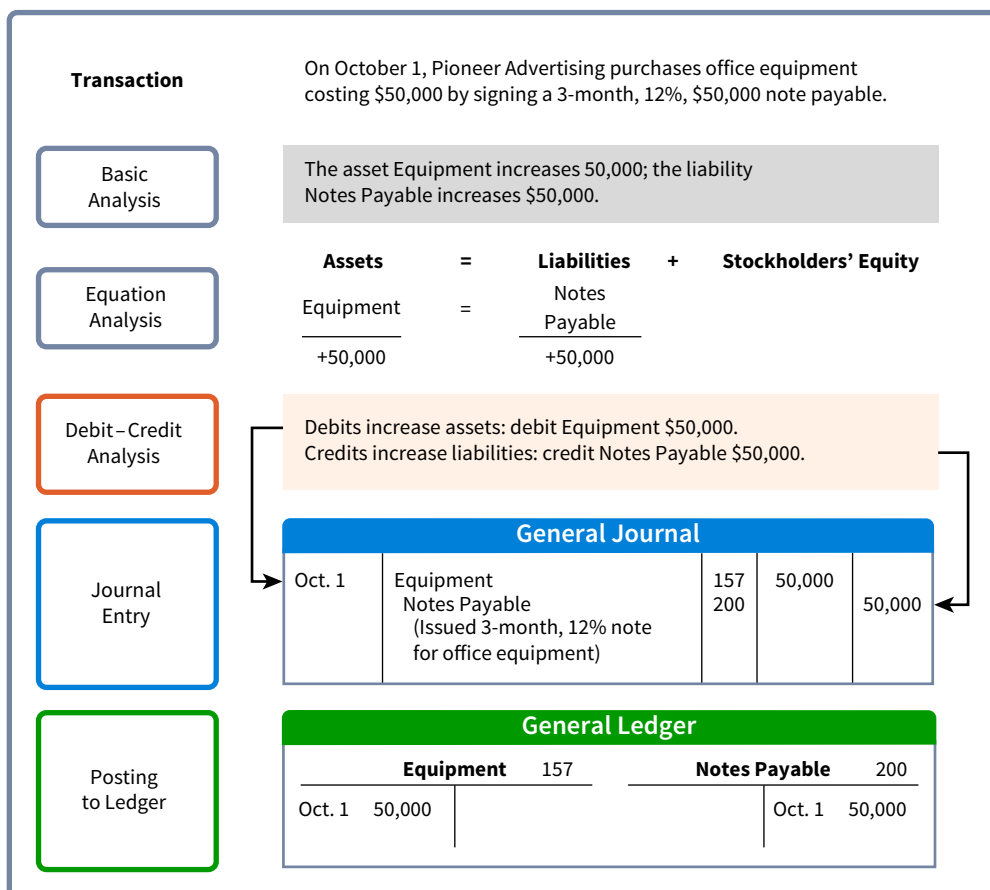 Transaction
On October 1, Pioneer Advertising purchases office equipment
costing $50,000 by signing a 3-month, 12%, $50,000 note payable.
Basic
Analysis
The asset Equipment increases 50,000; the liability
Notes Payable increases $50,000.
Equation
Analysis
Assets = Liabilities + Stockholders’ Equity
Equipment = Notes
Payable
+50,000 +50,000
Debit–Credit
Analysis
Debits increase assets: debit Equipment $50,000.
Credits increase liabilities: credit Notes Payable $50,000.
Journal
Entry
General Journal
Oct. 1 Equipment 157 50,000
Notes Payable 200 50,000
(Issued 3-month, 12% note
for office equipment)
Posting
to Ledger
General Ledger
Equipment 157 Notes Payable 200
Oct. 1 50,000 Oct. 1 50,000